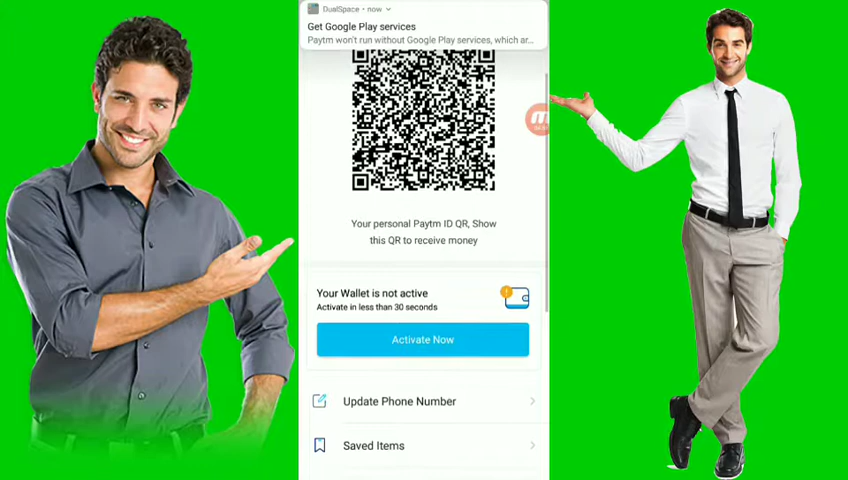 DualSpace • now
Get Google Play services
Paytm won't run without Google Play services, which ar...
Your personal Paytm ID QR, Show
this QR to receive money
Your Wallet is not active
Activate in less than 30 seconds
Activate Now
Update Phone Number
Saved Items